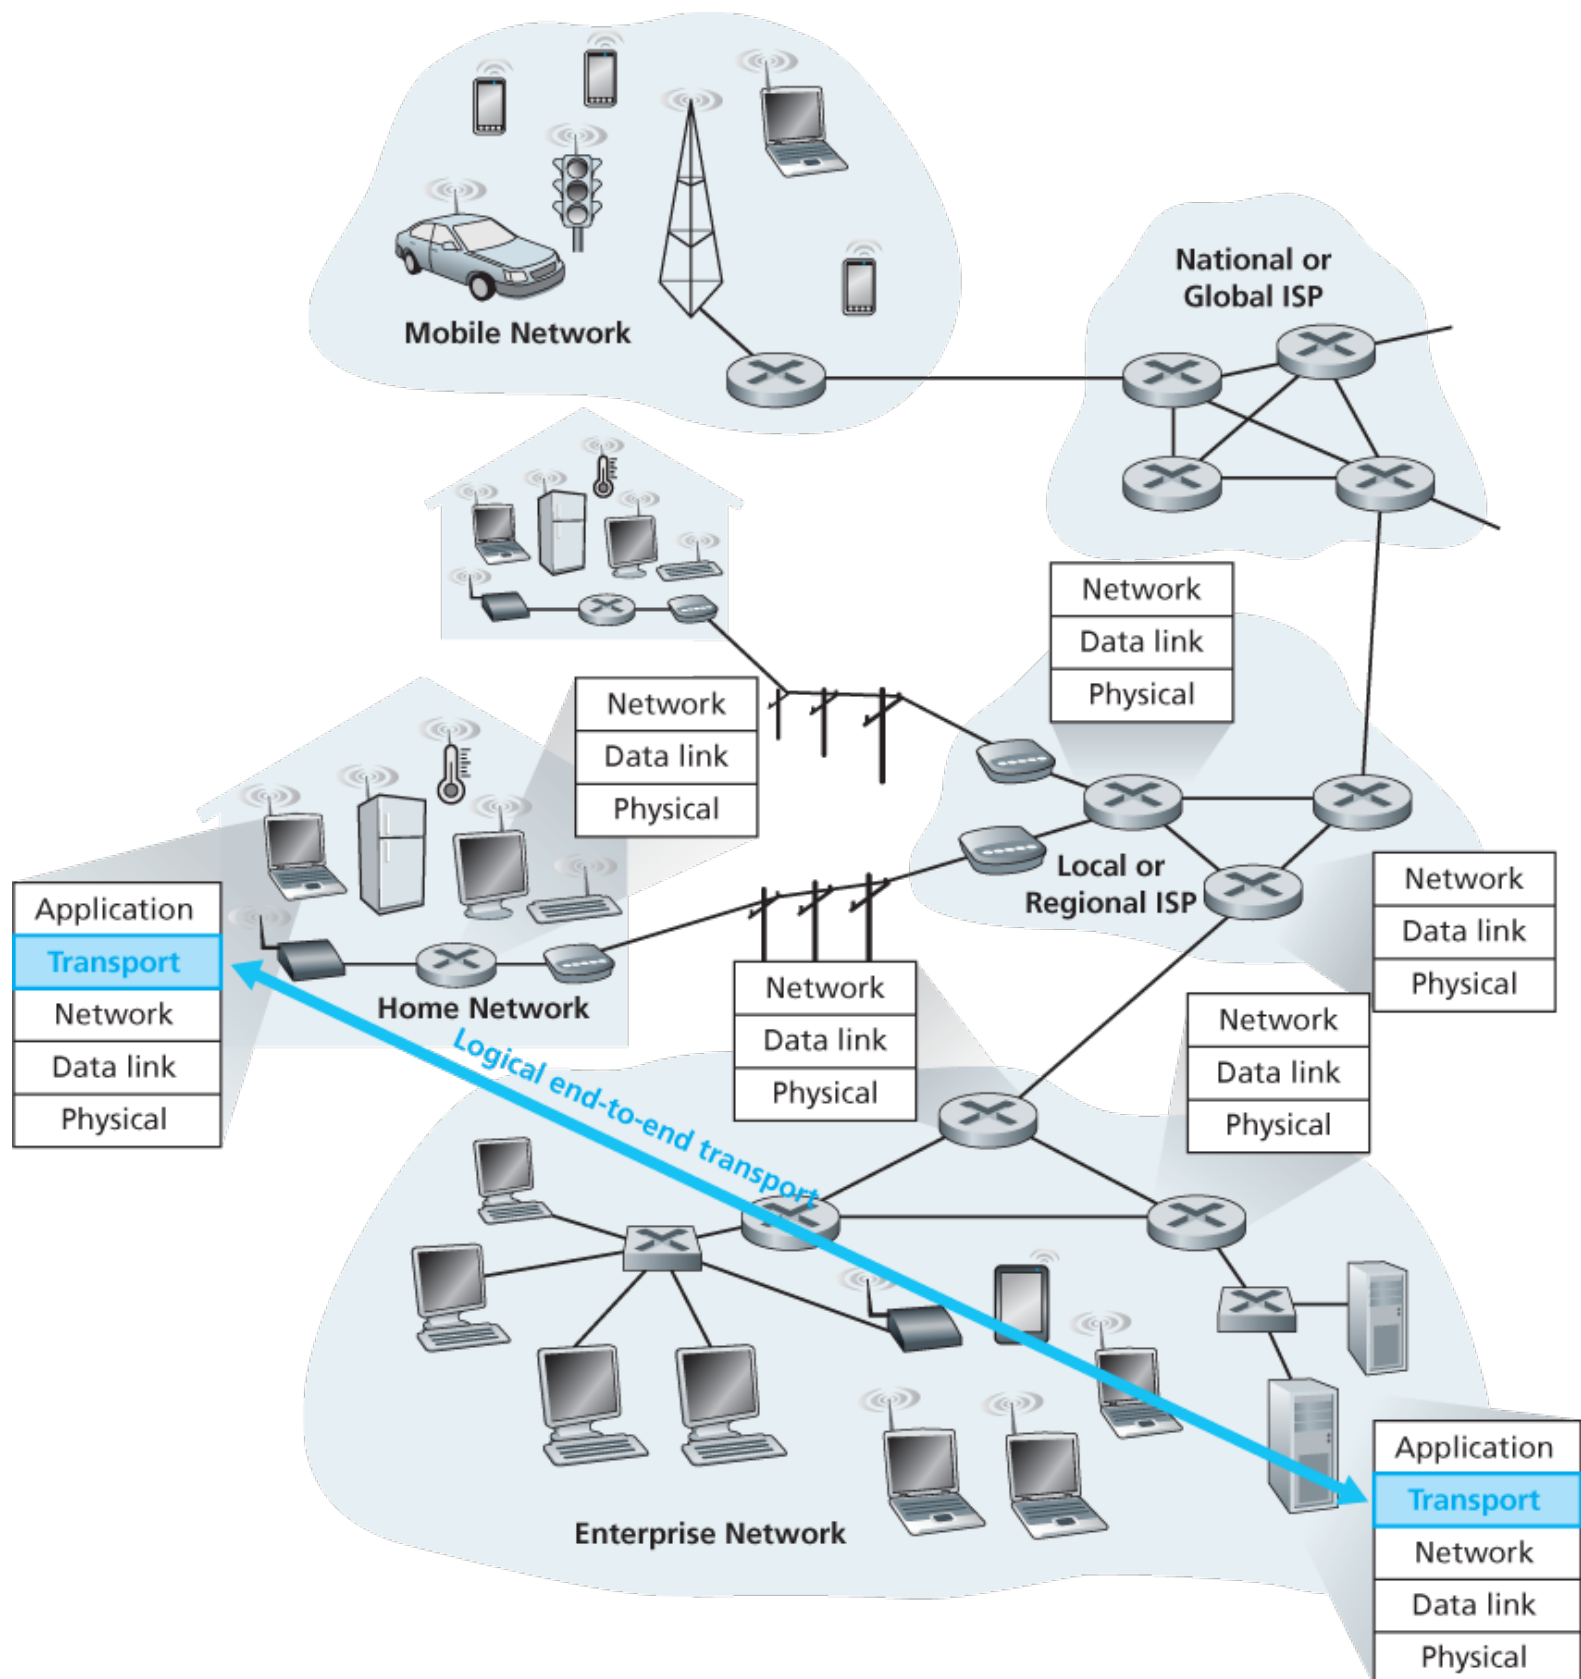 National or
Global ISP
Mobile Network
Network
Data link
Physical
Network
Data link
Physical
Local or
Regional ISP
Network
Data link
Physical
Application
Transport
Network
Data link
Physical
Home Network
Logical end-to-end transport
Network
Data link
Physical
Network
Data link
Physical
Enterprise Network
Application
Transport
Network
Data link
Physical